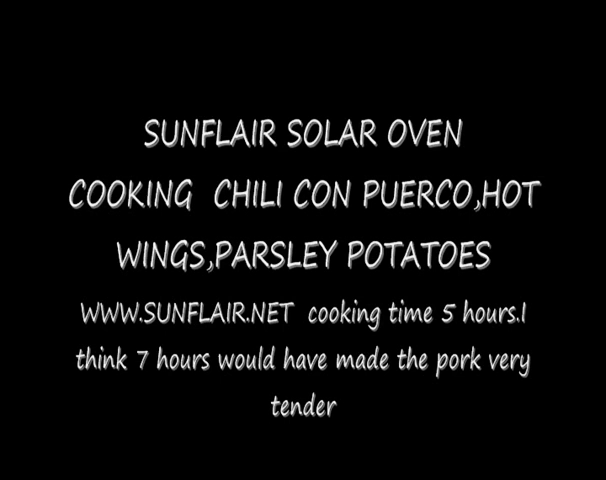 SUNFLAIR SOLAR OVEN
COOKING  CHILI CON PUERCO,HOT
WINGS,PARSLEY POTATOES
WWW.SUNFLAIR.NET  cooking time 5 hours.I
think 7 hours would have made the pork very
tender